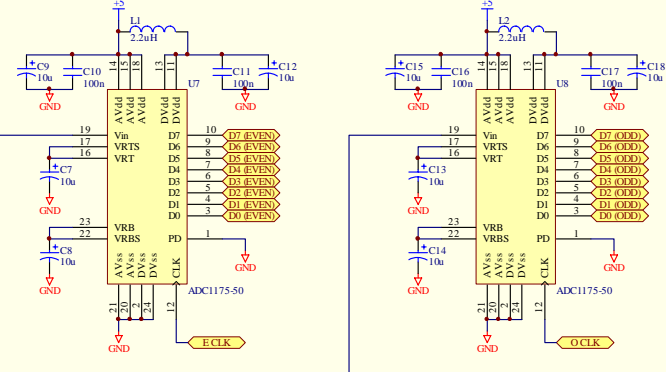 +5 +5
L1 L2
2.2uH 2.2uH
C9 10u C10 100n C11 100n C12 10u C15 10u C16 100n C17 100n C18 10u
14 15 18 13 11 14 15 18 13 11
GND GND GND GND
U7 U8
AVdd AVdd AVdd DVdd DVdd AVdd AVdd AVdd DVdd DVdd
19 Vin D7 10 D7 (EVEN) 19 Vin D7 10 D7 (ODD)
17 VRTS D6 9 D6 (EVEN) 17 VRTS D6 9 D6 (ODD)
16 VRT D5 8 D5 (EVEN) 16 VRT D5 8 D5 (ODD)
D4 7 D4 (EVEN) D4 7 D4 (ODD)
C7 10u D3 6 D3 (EVEN) C13 10u D3 6 D3 (ODD)
D2 5 D2 (EVEN) D2 5 D2 (ODD)
D1 4 D1 (EVEN) D1 4 D1 (ODD)
GND D0 3 D0 (EVEN) GND D0 3 D0 (ODD)
23 VRB 23 VRB
22 VRBS PD 1 22 VRBS PD 1
C8 10u C14 10u
GND GND GND GND
AVss AVss DVss DVss CLK AVss AVss DVss DVss CLK
ADC1175-50 ADC1175-50
21 20 2 24 12 21 20 2 24 12
GND E CLK GND O CLK